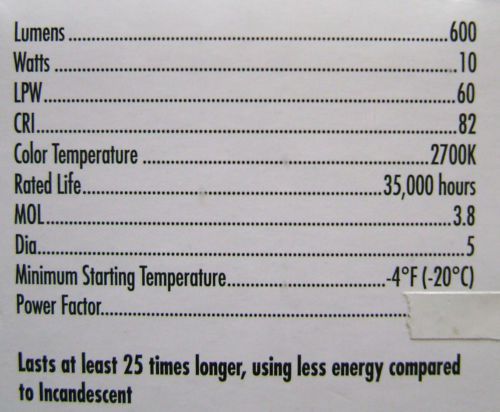 Lumens ........................................................600
Watts ..........................................................10
LPW............................................................60
CRI.............................................................82
Color Temperature ........................................2700K
Rated Life..........................................35,000 hours
MOL............................................................3.8
Dia................................................................5
Minimum Starting Temperature......................-4°F (-20°C)
Power Factor..........................................
Lasts at least 25 times longer, using less energy compared
to Incandescent